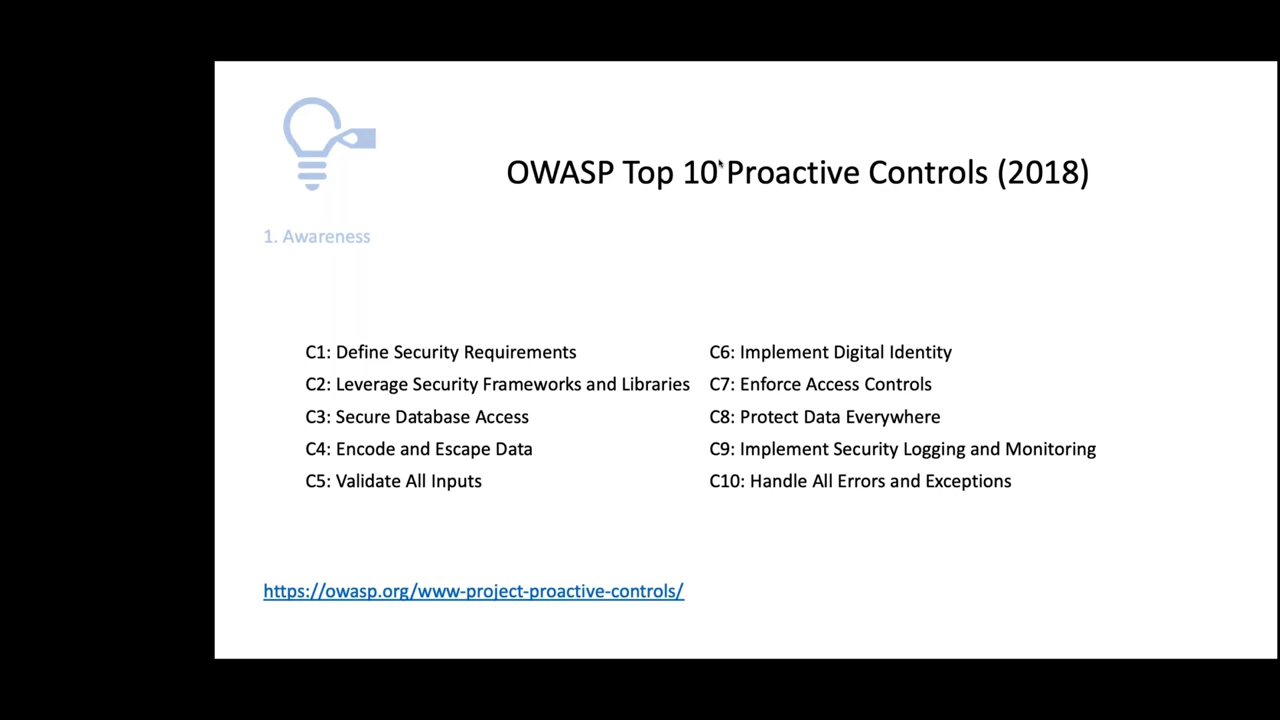 OWASP Top 10 Proactive Controls (2018)
1. Awareness
C1: Define Security Requirements
C2: Leverage Security Frameworks and Libraries
C3: Secure Database Access
C4: Encode and Escape Data
C5: Validate All Inputs
C6: Implement Digital Identity
C7: Enforce Access Controls
C8: Protect Data Everywhere
C9: Implement Security Logging and Monitoring
C10: Handle All Errors and Exceptions
https://owasp.org/www-project-proactive-controls/